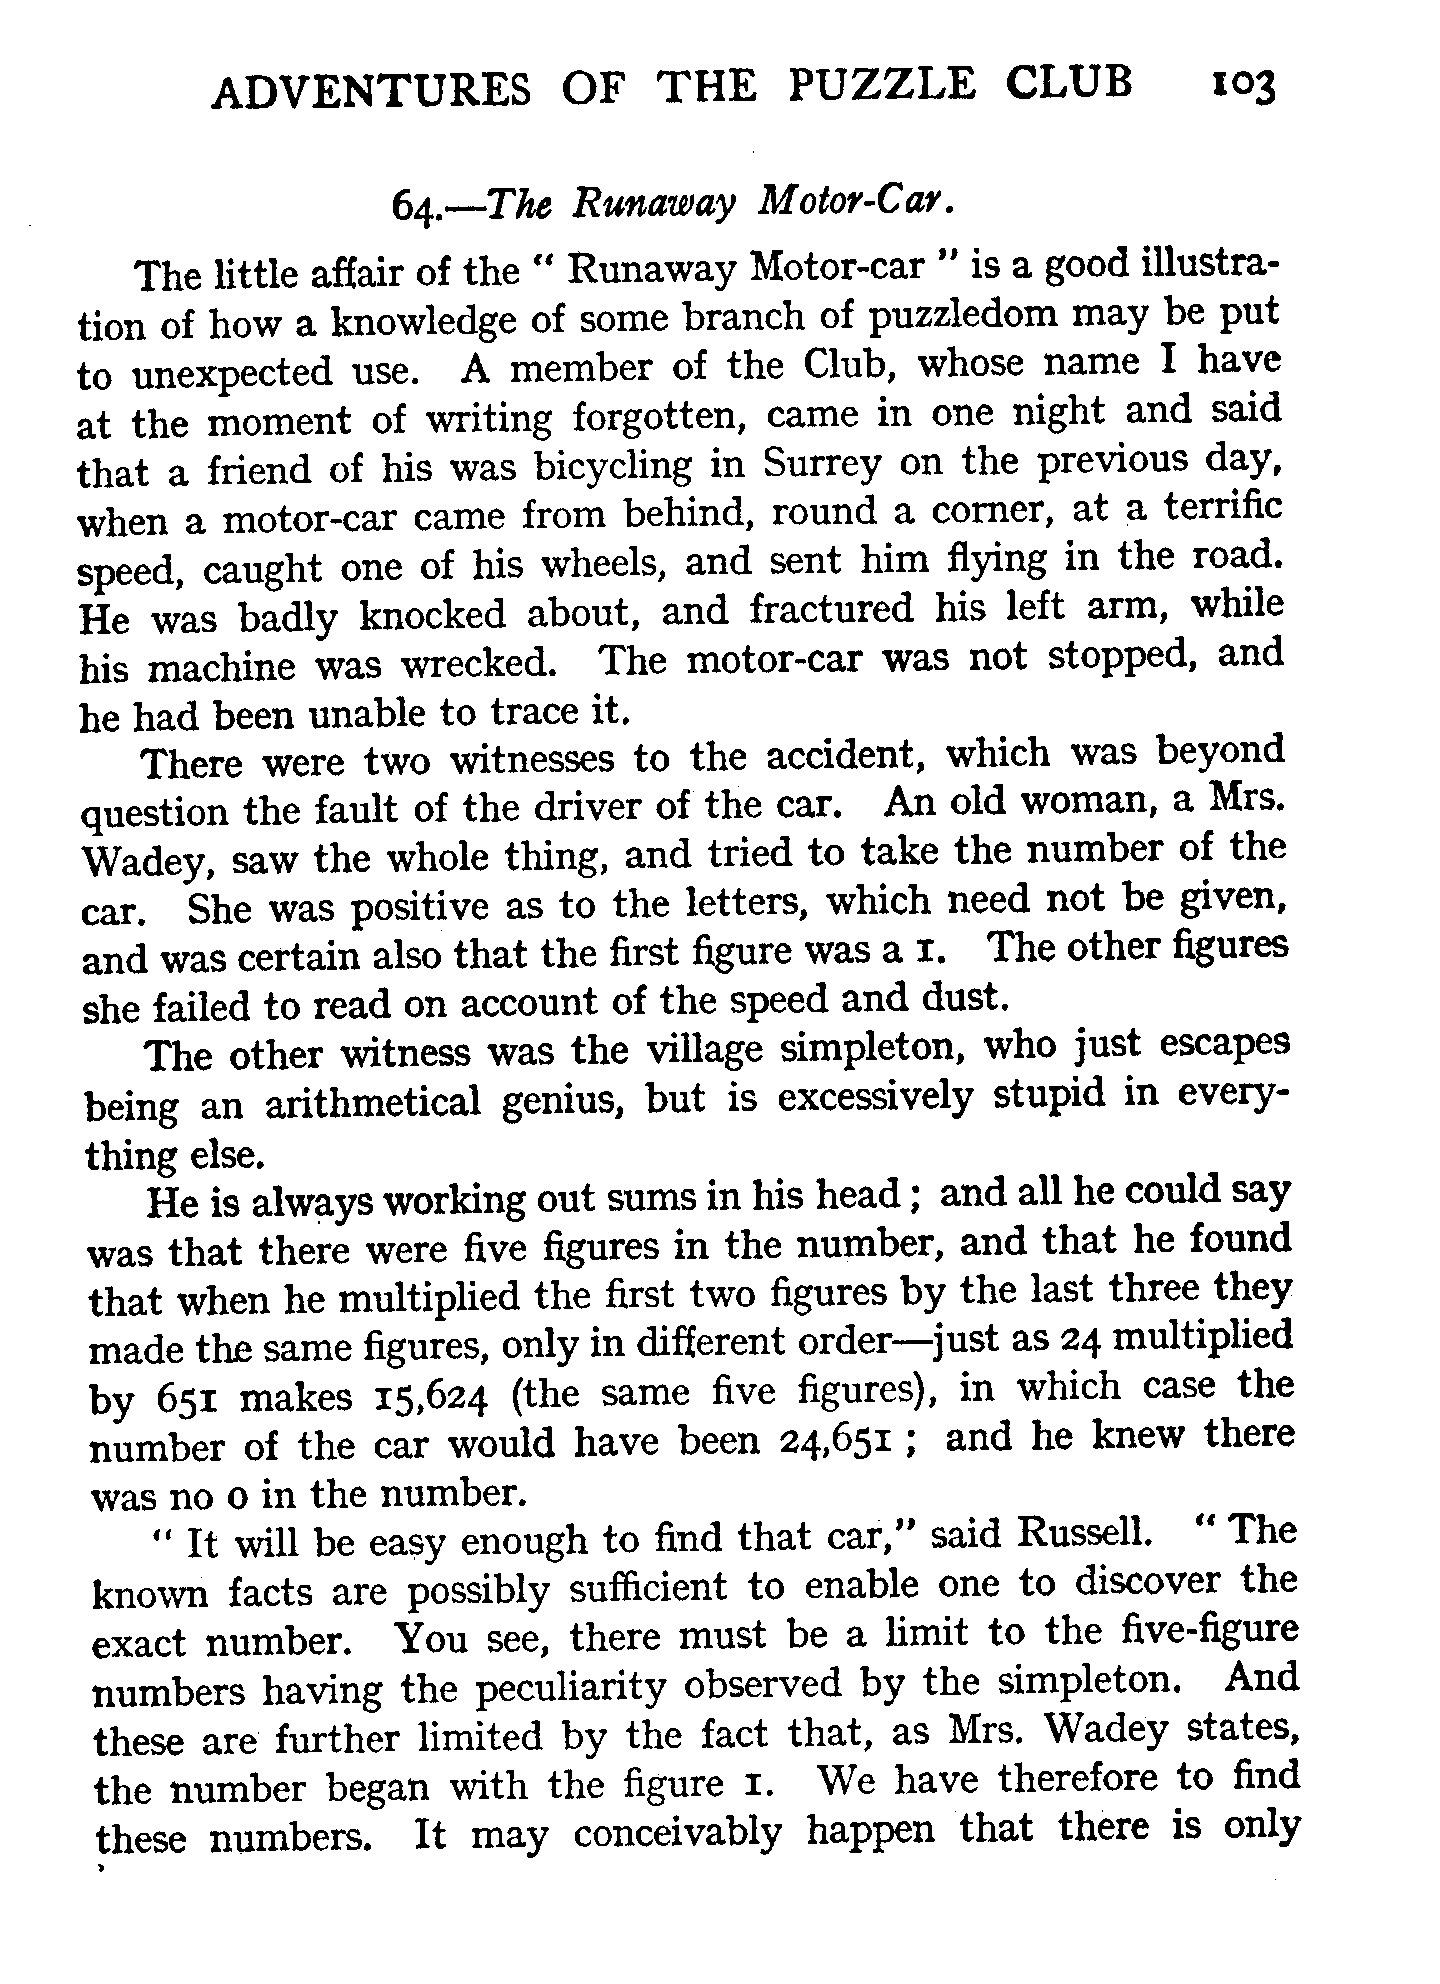 ADVENTURES OF THE PUZZLE CLUB 103
64.—The Runaway Motor-Car.
The little affair of the “ Runaway Motor-car ” is a good illustra-
tion of how a knowledge of some branch of puzzledom may be put
to unexpected use. A member of the Club, whose name I have
at the moment of writing forgotten, came in one night and said
that a friend of his was bicycling in Surrey on the previous day,
when a motor-car came from behind, round a corner, at a terrific
speed, caught one of his wheels, and sent him flying in the road.
He was badly knocked about, and fractured his left arm, while
his machine was wrecked. The motor-car was not stopped, and
he had been unable to trace it.
There were two witnesses to the accident, which was beyond
question the fault of the driver of the car. An old woman, a Mrs.
Wadey, saw the whole thing, and tried to take the number of the
car. She was positive as to the letters, which need not be given,
and was certain also that the first figure was a 1. The other figures
she failed to read on account of the speed and dust.
The other witness was the village simpleton, who just escapes
being an arithmetical genius, but is excessively stupid in every-
thing else.
He is always working out sums in his head ; and all he could say
was that there were five figures in the number, and that he found
that when he multiplied the first two figures by the last three they
made the same figures, only in different order—just as 24 multiplied
by 651 makes 15,624 (the same five figures), in which case the
number of the car would have been 24,651 ; and he knew there
was no 0 in the number.
“ It will be easy enough to find that car,” said Russell. “ The
known facts are possibly sufficient to enable one to discover the
exact number. You see, there must be a limit to the five-figure
numbers having the peculiarity observed by the simpleton. And
these are further limited by the fact that, as Mrs. Wadey states,
the number began with the figure 1. We have therefore to find
these numbers. It may conceivably happen that there is only